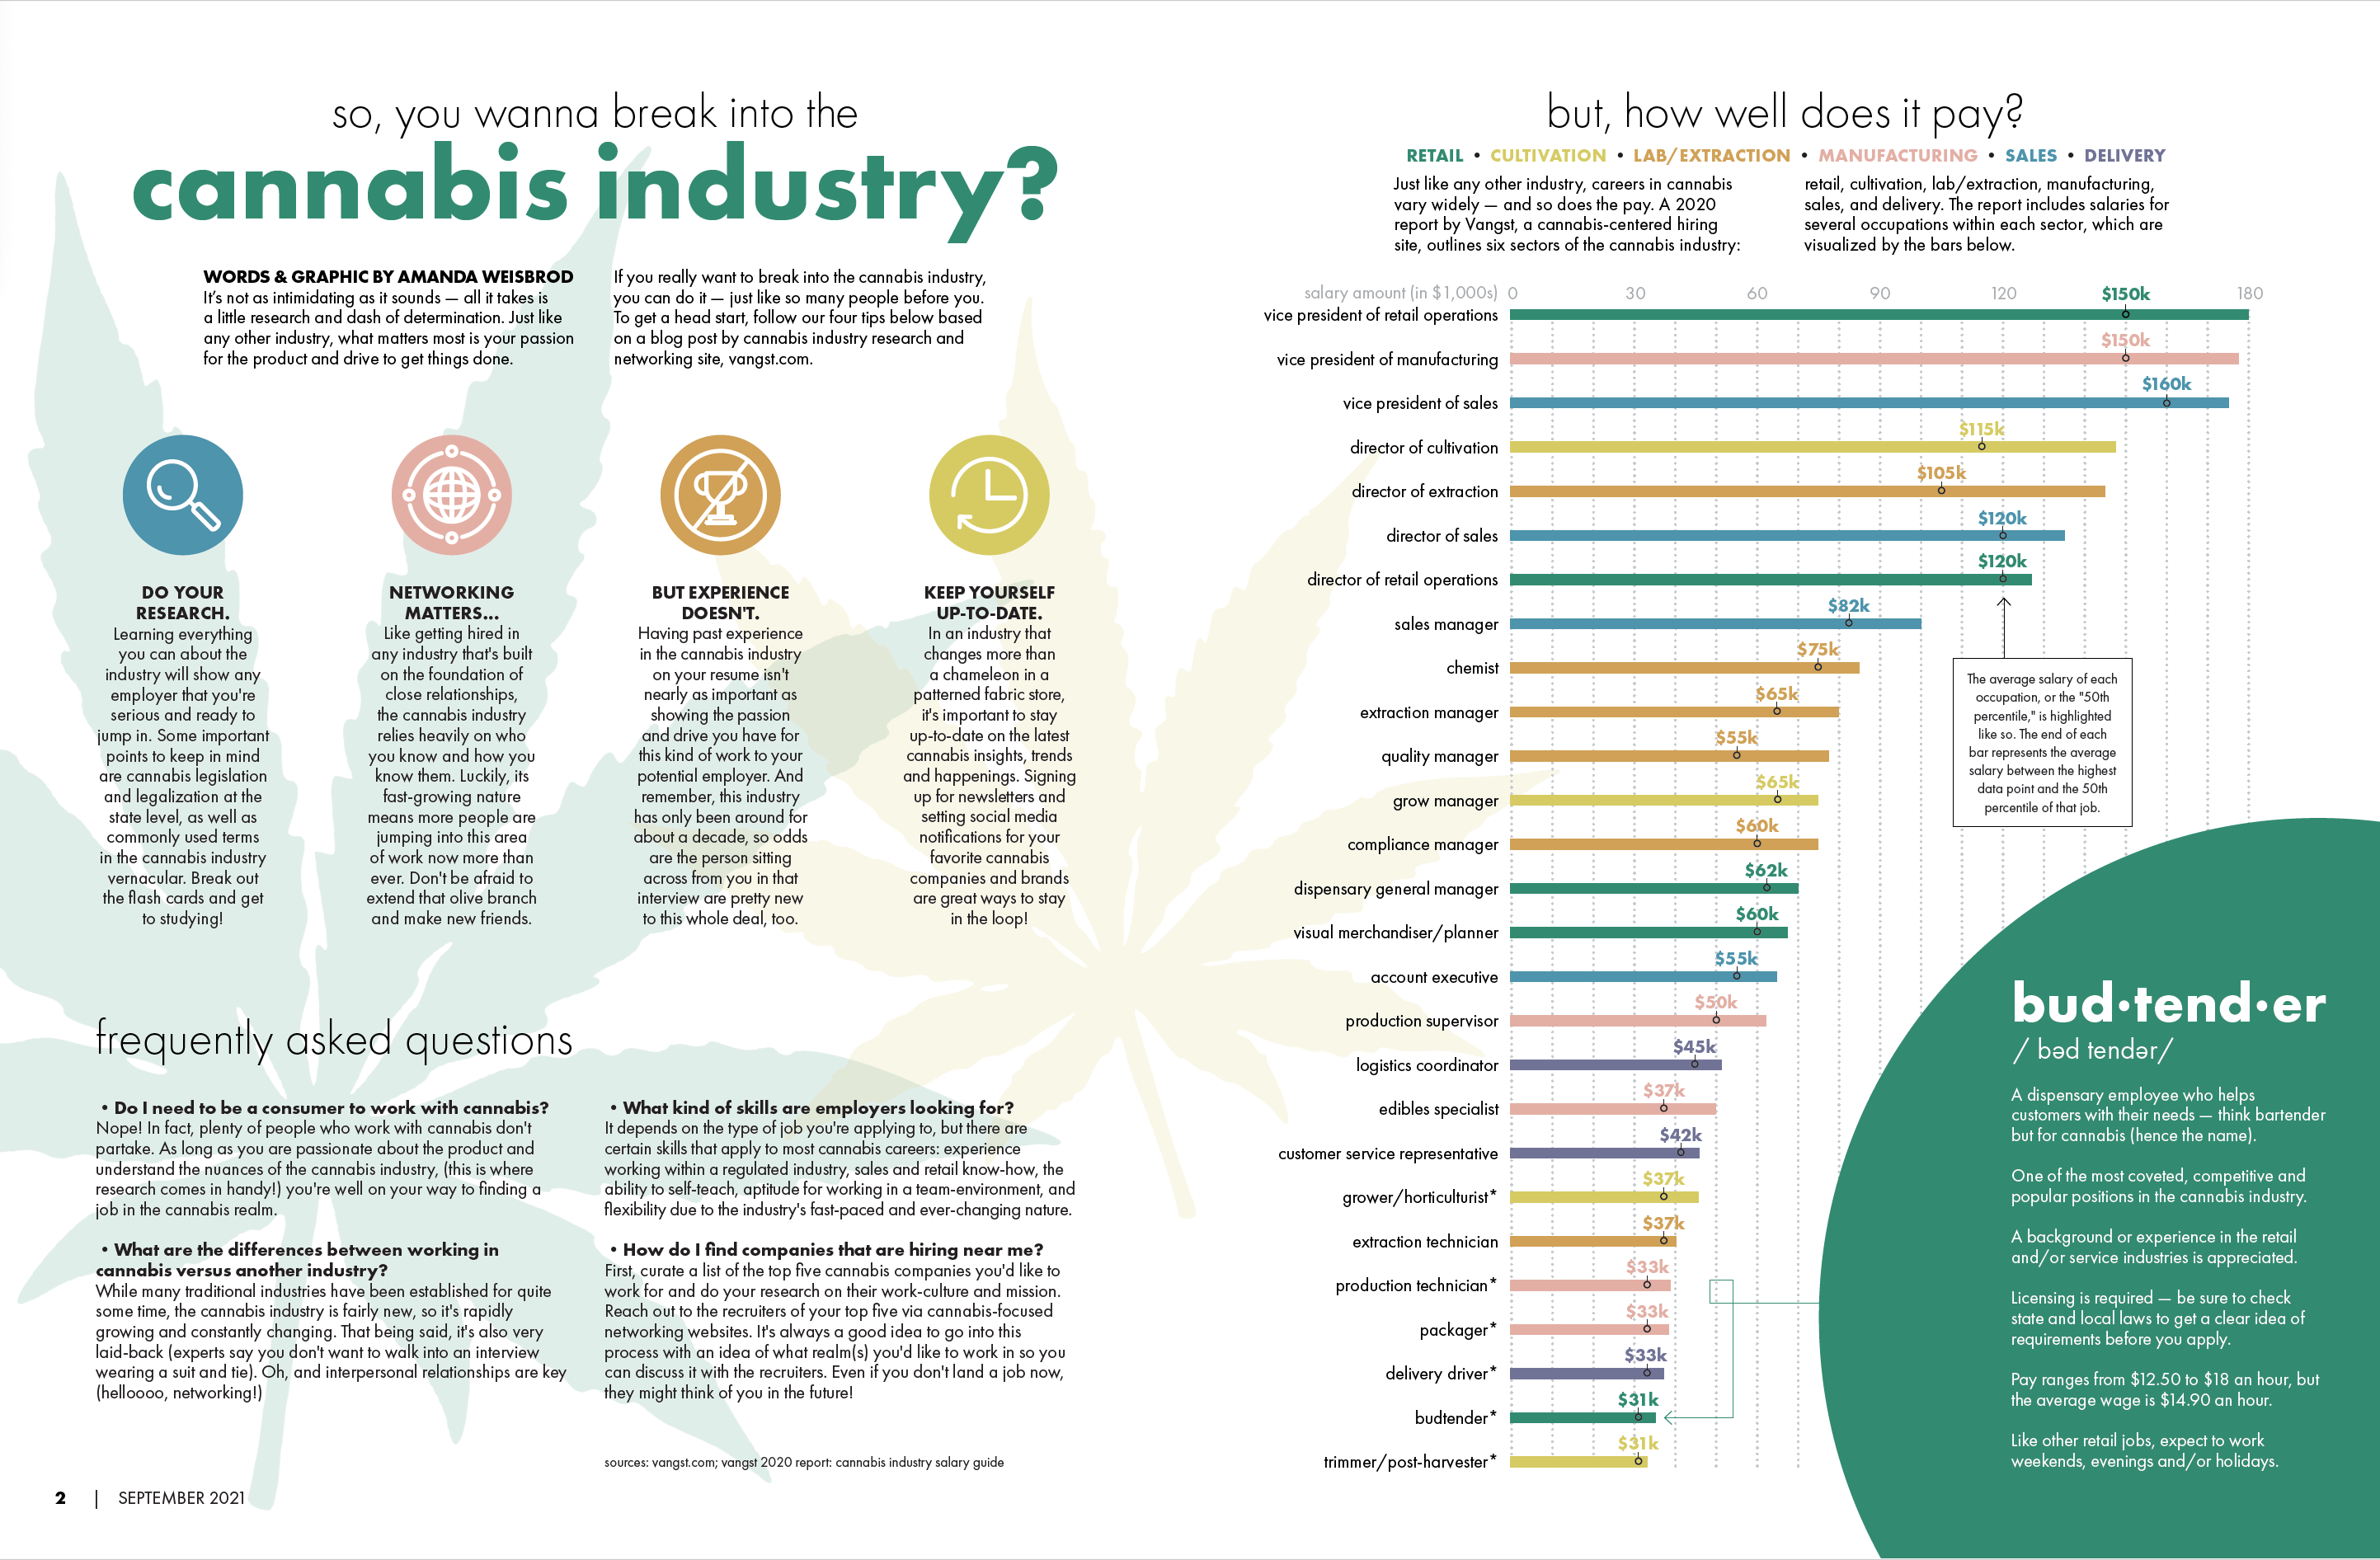 so, you wanna break into the
cannabis industry?
WORDS & GRAPHIC BY AMANDA WEISBROD
It's not as intimidating as it sounds — all it takes is
a little research and dash of determination. Just like
any other industry, what matters most is your passion
for the product and drive to get things done.
If you really want to break into the cannabis industry,
you can do it — just like so many people before you.
To get a head start, follow our four tips below based
on a blog post by cannabis industry research and
networking site, vangst.com.
DO YOUR
RESEARCH.
Learning everything
you can about the
industry will show any
employer that you're
serious and ready to
jump in. Some important
points to keep in mind
are cannabis legislation
and legalization at the
state level, as well as
commonly used terms
in the cannabis industry
vernacular. Break out
the flash cards and get
to studying!
NETWORKING
MATTERS...
Like getting hired in
any industry that's built
on the foundation of
close relationships,
the cannabis industry
relies heavily on who
you know and how you
know them. Luckily, its
fast-growing nature
means more people are
jumping into this area
of work now more than
ever. Don't be afraid to
extend that olive branch
and make new friends.
BUT EXPERIENCE
DOESN'T.
Having past experience
in the cannabis industry
on your resume isn't
nearly as important as
showing the passion
and drive you have for
this kind of work to your
potential employer. And
remember, this industry
has only been around for
about a decade, so odds
are the person sitting
across from you in that
interview are pretty new
to this whole deal, too.
KEEP YOURSELF
UP-TO-DATE.
In an industry that
changes more than
a chameleon in a
patterned fabric store,
it's important to stay
up-to-date on the latest
cannabis insights, trends
and happenings. Signing
up for newsletters and
setting social media
notifications for your
favorite cannabis
companies and brands
are great ways to stay
in the loop!
frequently asked questions
• Do I need to be a consumer to work with cannabis?
Nope! In fact, plenty of people who work with cannabis don't
partake. As long as you are passionate about the product and
understand the nuances of the cannabis industry, (this is where
research comes in handy!) you're well on your way to finding a
job in the cannabis realm.
• What are the differences between working in
cannabis versus another industry?
While many traditional industries have been established for quite
some time, the cannabis industry is fairly new, so it's rapidly
growing and constantly changing. That being said, it's also very
laid-back (experts say you don't want to walk into an interview
wearing a suit and tie). Oh, and interpersonal relationships are key
(helloooo, networking!)
• What kind of skills are employers looking for?
It depends on the type of job you're applying to, but there are
certain skills that apply to most cannabis careers: experience
working within a regulated industry, sales and retail know-how, the
ability to self-teach, aptitude for working in a team-environment, and
flexibility due to the industry's fast-paced and ever-changing nature.
• How do I find companies that are hiring near me?
First, curate a list of the top five cannabis companies you'd like to
work for and do your research on their work-culture and mission.
Reach out to the recruiters of your top five via cannabis-focused
networking websites. It's always a good idea to go into this
process with an idea of what realm(s) you'd like to work in so you
can discuss it with the recruiters. Even if you don't land a job now,
they might think of you in the future!
sources: vangst.com; vangst 2020 report: cannabis industry salary guide
2 | SEPTEMBER 2021
but, how well does it pay?
RETAIL • CULTIVATION • LAB/EXTRACTION • MANUFACTURING • SALES • DELIVERY
Just like any other industry, careers in cannabis
vary widely — and so does the pay. A 2020
report by Vangst, a cannabis-centered hiring
site, outlines six sectors of the cannabis industry:
retail, cultivation, lab/extraction, manufacturing,
sales, and delivery. The report includes salaries for
several occupations within each sector, which are
visualized by the bars below.
salary amount (in $1,000s) 0 30 60 90 120 $150k 180
vice president of retail operations
vice president of manufacturing $150k
vice president of sales $160k
director of cultivation $115k
director of extraction $105k
director of sales $120k
director of retail operations $120k
sales manager $82k
chemist $75k
extraction manager $65k
quality manager $55k
grow manager $65k
compliance manager $60k
dispensary general manager $62k
visual merchandiser/planner $60k
account executive $55k
production supervisor $50k
logistics coordinator $45k
edibles specialist $37k
customer service representative $42k
grower/horticulturist* $37k
extraction technician $37k
production technician* $33k
packager* $33k
delivery driver* $33k
budtender* $31k
trimmer/post-harvester* $31k
The average salary of each
occupation, or the "50th
percentile," is highlighted
like so. The end of each
bar represents the average
salary between the highest
data point and the 50th
percentile of that job.
bud•tend•er
/ bəd tendər/
A dispensary employee who helps
customers with their needs — think bartender
but for cannabis (hence the name).
One of the most coveted, competitive and
popular positions in the cannabis industry.
A background or experience in the retail
and/or service industries is appreciated.
Licensing is required — be sure to check
state and local laws to get a clear idea of
requirements before you apply.
Pay ranges from $12.50 to $18 an hour, but
the average wage is $14.90 an hour.
Like other retail jobs, expect to work
weekends, evenings and/or holidays.